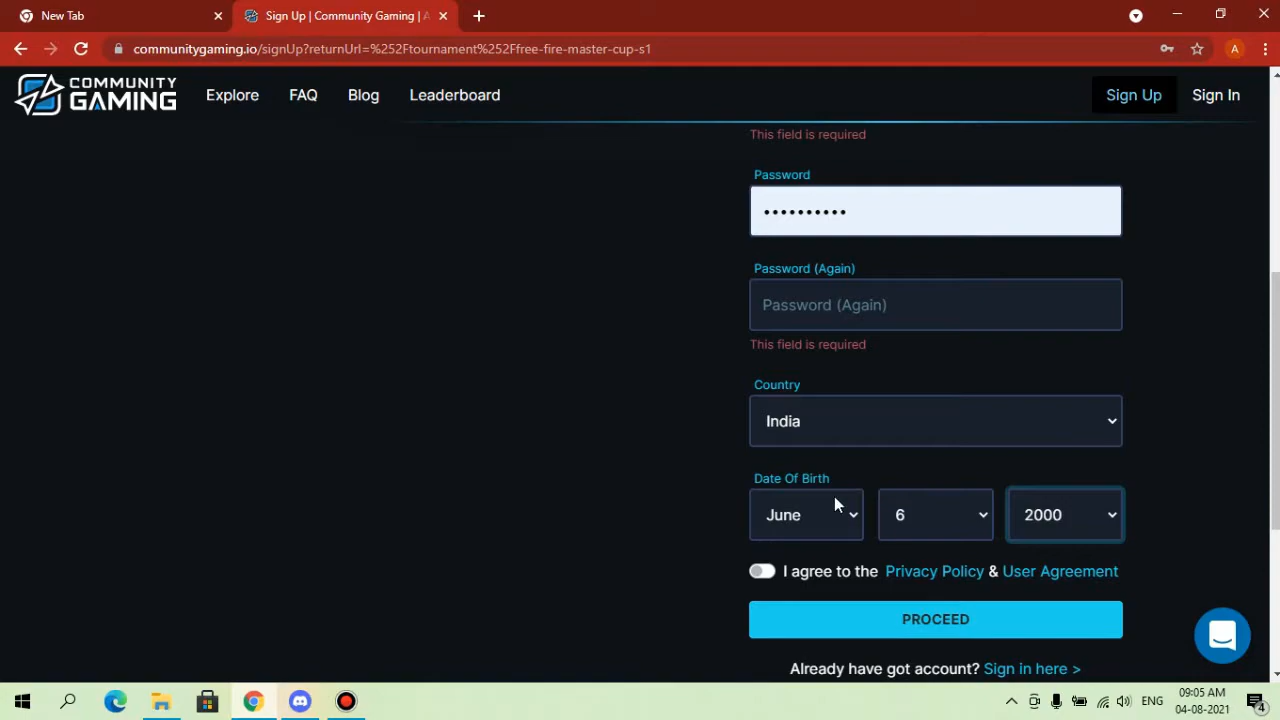 New Tab
Sign Up | Community Gaming | A
communitygaming.io/signUp?returnUrl=%252Ftournament%252Ffree-fire-master-cup-s1
A
COMMUNITY
GAMING
Explore
FAQ
Blog
Leaderboard
Sign Up
Sign In
This field is required
Password
••••••••••
Password (Again)
Password (Again)
This field is required
Country
India
Date Of Birth
June
6
2000
I agree to the Privacy Policy & User Agreement
PROCEED
Already have got account? Sign in here >
ENG
09:05 AM
04-08-2021
4